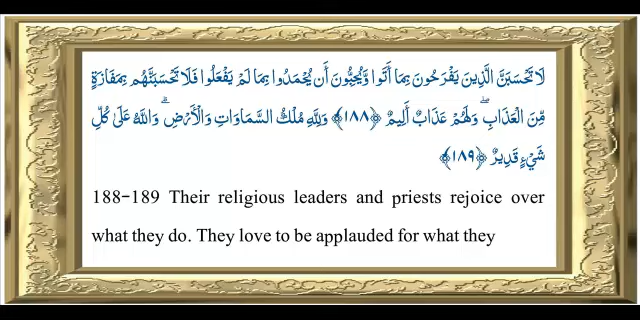 لَا تَحْسَبَنَّ الَّذِينَ يَفْرَحُونَ بِمَا أَتَوا وَّيُحِبُّونَ أَن يُحْمَدُوا بِمَا لَمْ يَفْعَلُوا فَلَا تَحْسَبَنَّهُم بِمَفَازَةٍ
مِّنَ الْعَذَابِ ۖ وَلَهُمْ عَذَابٌ أَلِيمٌ ﴿١٨٨﴾ وَلِلَّهِ مُلْكُ السَّمَاوَاتِ وَالْأَرْضِ ۗ وَاللَّهُ عَلَىٰ كُلِّ
شَيْءٍ قَدِيرٌ ﴿١٨٩﴾
188-189 Their religious leaders and priests rejoice over
what they do. They love to be applauded for what they